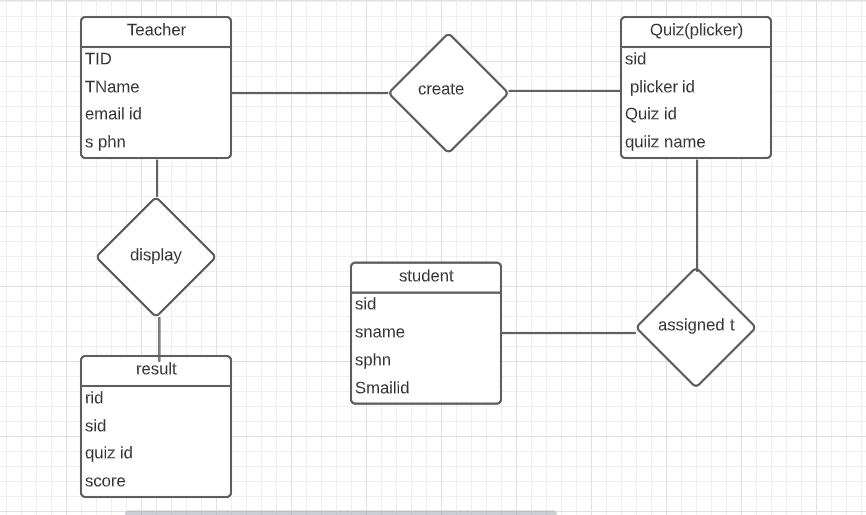 Teacher
TID
TName
email id
s phn
create
Quiz(plicker)
sid
plicker id
Quiz id
quiiz name
display
student
sid
sname
sphn
Smailid
assigned t
result
rid
sid
quiz id
score